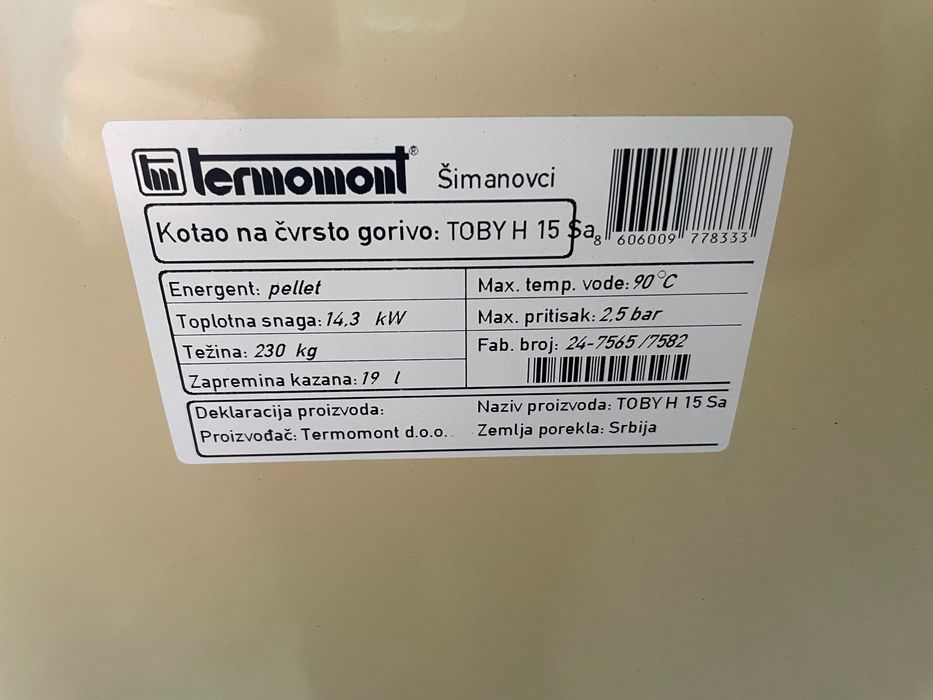 tm termomont® Šimanovci
Kotao na čvrsto gorivo: TOBY H 15 Sa
8 606009 778333
Energent: pellet
Toplotna snaga: 14,3 kW
Težina: 230 kg
Zapremina kazana: 19 l
Max. temp. vode: 90°C
Max. pritisak: 2,5 bar
Fab. broj: 24-7565/7582
Deklaracija proizvoda:
Proizvođač: Termomont d.o.o.
Naziv proizvoda: TOBY H 15 Sa
Zemlja porekla: Srbija